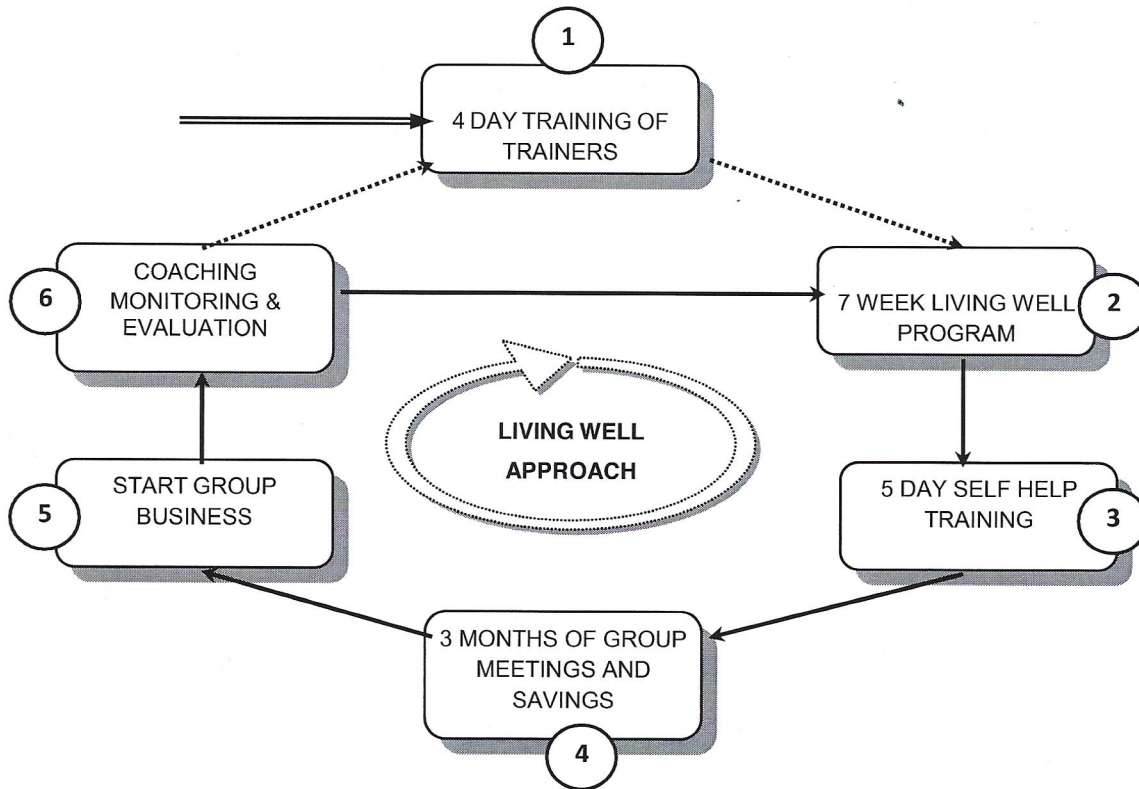 1
4 DAY TRAINING OF
TRAINERS
6
COACHING
MONITORING &
EVALUATION
7 WEEK LIVING WELL
PROGRAM
2
LIVING WELL
APPROACH
5
START GROUP
BUSINESS
5 DAY SELF HELP
TRAINING
3
3 MONTHS OF GROUP
MEETINGS AND
SAVINGS
4